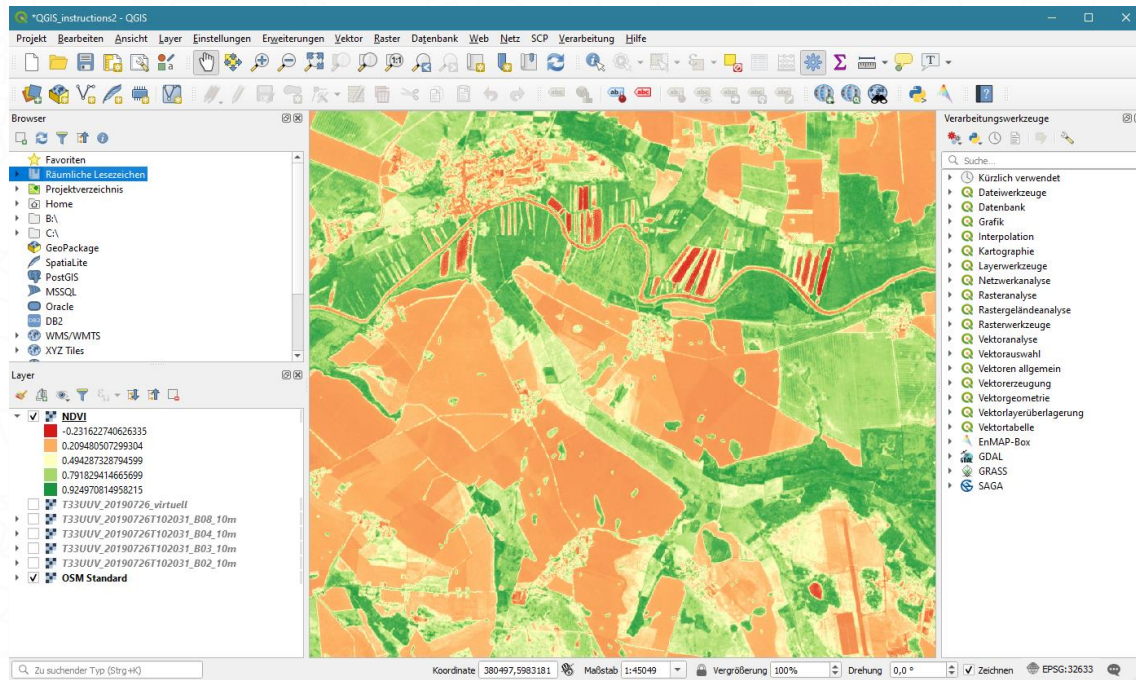 *QGIS_instructions2 - QGIS
Projekt Bearbeiten Ansicht Layer Einstellungen Erweiterungen Vektor Raster Datenbank Web Netz SCP Verarbeitung Hilfe
Browser
Favoriten
Räumliche Lesezeichen
Projektverzeichnis
Home
B:\
C:\
GeoPackage
SpatiaLite
PostGIS
MSSQL
Oracle
DB2
WMS/WMTS
XYZ Tiles
Layer
NDVI
-0.231622740626335
0.209480507299304
0.494287328794599
0.791829414665699
0.924970814958215
T33UUV_20190726_virtuell
T33UUV_20190726T102031_B08_10m
T33UUV_20190726T102031_B04_10m
T33UUV_20190726T102031_B03_10m
T33UUV_20190726T102031_B02_10m
OSM Standard
Verarbeitungswerkzeuge
Suche...
Kürzlich verwendet
Dateiwerkzeuge
Datenbank
Grafik
Interpolation
Kartographie
Layerwerkzeuge
Netzwerkanalyse
Rasteranalyse
Rastergeländeanalyse
Rasterwerkzeuge
Vektoranalyse
Vektorauswahl
Vektoren allgemein
Vektorerzeugung
Vektorgeometrie
Vektorlayerüberlagerung
Vektortabelle
EnMAP-Box
GDAL
GRASS
SAGA
Zu suchender Typ (Strg+K) Koordinate 380497,5983181 Maßstab 1:45049 Vergrößerung 100% Drehung 0,0 ° Zeichnen EPSG:32633